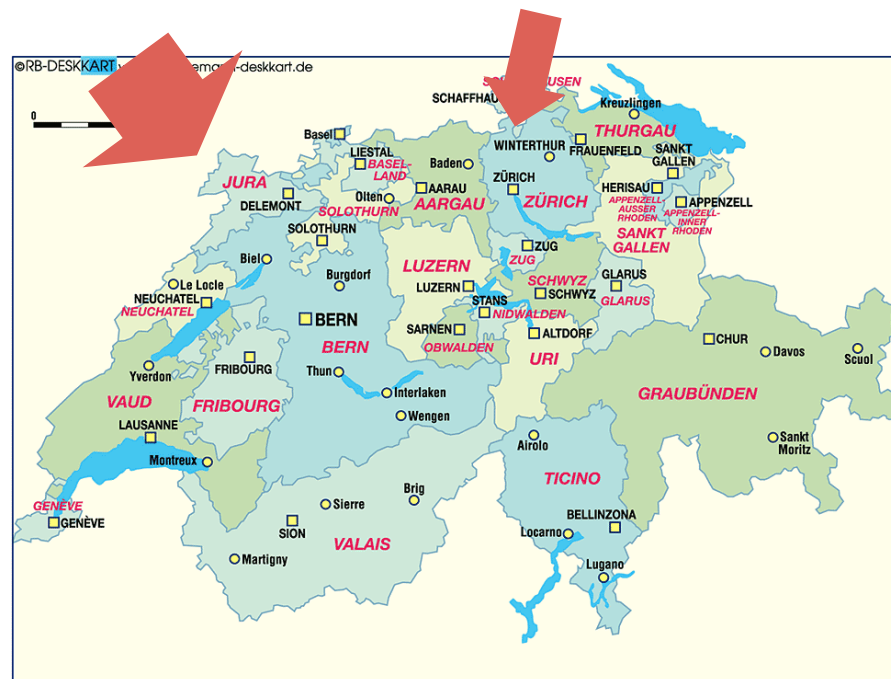 ©RB-DESKKART
deskkart.de
0
SCHAFFHAU
Kreuzlingen
THURGAU
Basel
WINTERTHUR
FRAUENFELD
LIESTAL
BASEL-
LAND
Baden
SANKT
GALLEN
JURA
AARAU
ZÜRICH
HERISAU
DELEMONT
Olten
AARGAU
ZÜRICH
APPENZELL-
AUSSER
RHODEN
APPENZELL
APPENZELL-
INNER
RHODEN
SOLOTHURN
SOLOTHURN
SANKT
GALLEN
ZUG
ZUG
Biel
LUZERN
Burgdorf
SCHWYZ
GLARUS
Le Locle
LUZERN
SCHWYZ
NEUCHATEL
NEUCHATEL
STANS
NIDWALDEN
GLARUS
BERN
SARNEN
ALTDORF
CHUR
BERN
OBWALDEN
URI
Davos
Scuol
FRIBOURG
Yverdon
Thun
Interlaken
GRAUBÜNDEN
VAUD
FRIBOURG
Wengen
LAUSANNE
Airolo
Sankt
Moritz
Montreux
TICINO
Brig
GENÈVE
Sierre
BELLINZONA
GENÈVE
SION
VALAIS
Locarno
Martigny
Lugano